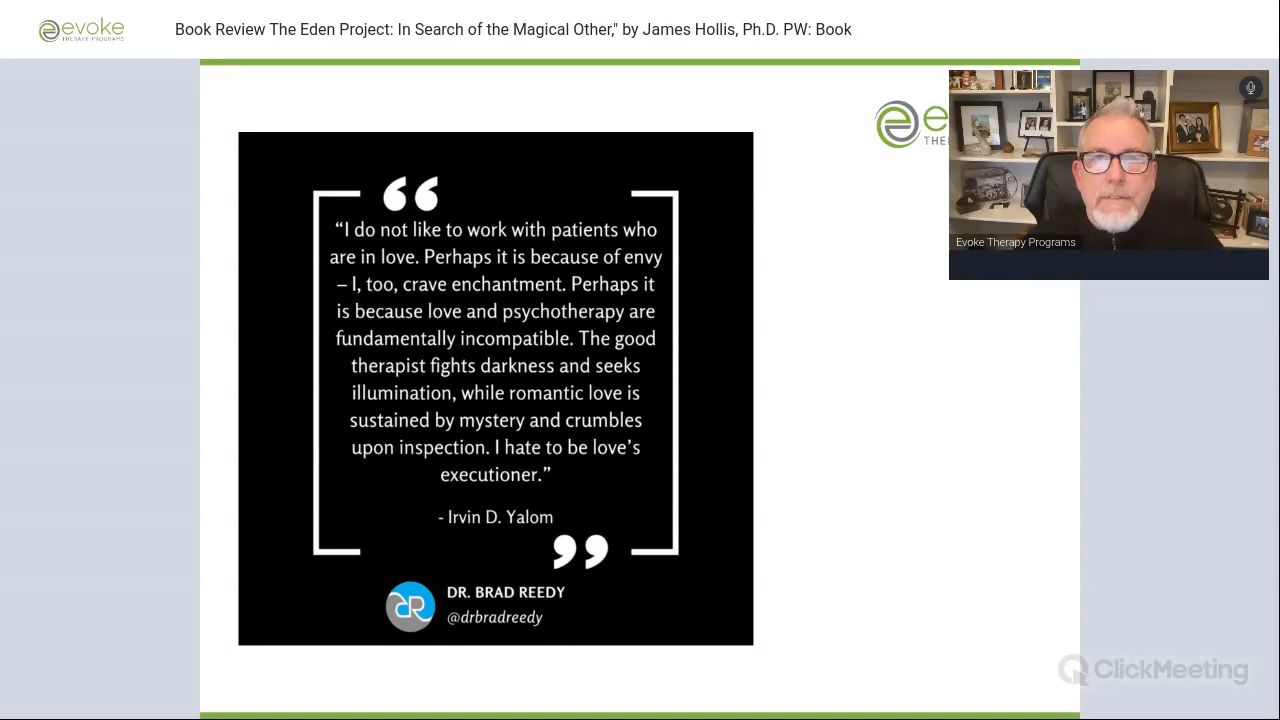 evoke
THERAPY PROGRAMS
Book Review The Eden Project: In Search of the Magical Other," by James Hollis, Ph.D. PW: Book
e
THE
Evoke Therapy Programs
“I do not like to work with patients who
are in love. Perhaps it is because of envy
– I, too, crave enchantment. Perhaps it
is because love and psychotherapy are
fundamentally incompatible. The good
therapist fights darkness and seeks
illumination, while romantic love is
sustained by mystery and crumbles
upon inspection. I hate to be love’s
executioner.”
- Irvin D. Yalom
DR. BRAD REEDY
@drbradreedy
ClickMeeting